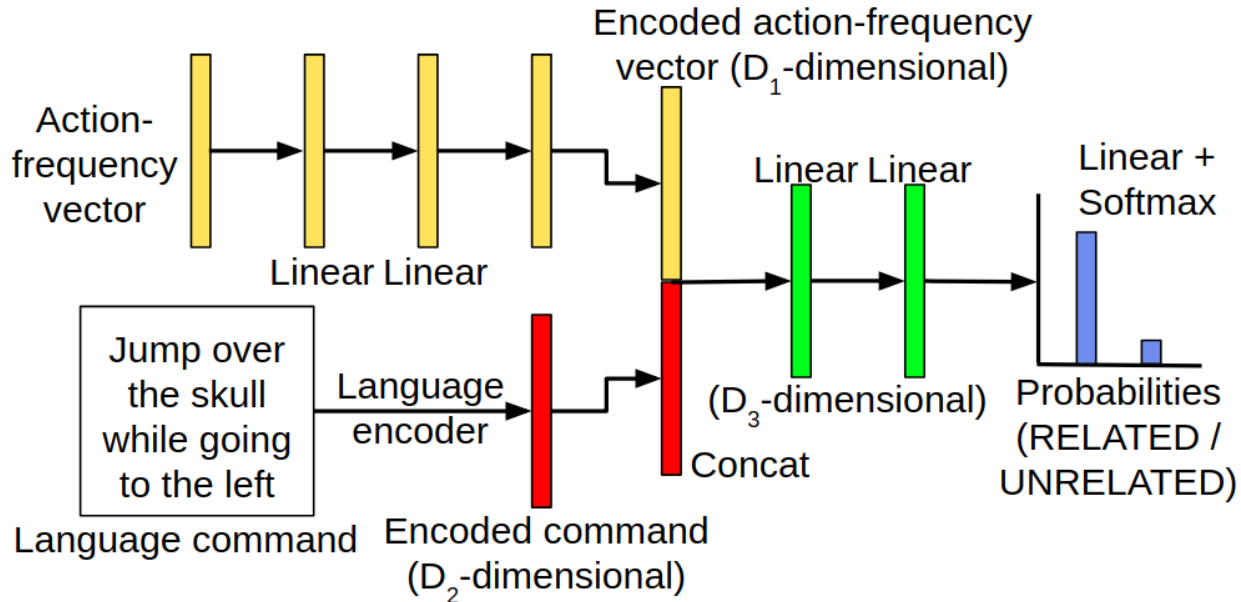 Action-
frequency
vector
Linear Linear
Encoded action-frequency
vector (D₁-dimensional)
Jump over
the skull
while going
to the left
Language command
Language
encoder
Encoded command
(D₂-dimensional)
Concat
Linear Linear
(D₃-dimensional)
Linear +
Softmax
Probabilities
(RELATED /
UNRELATED)